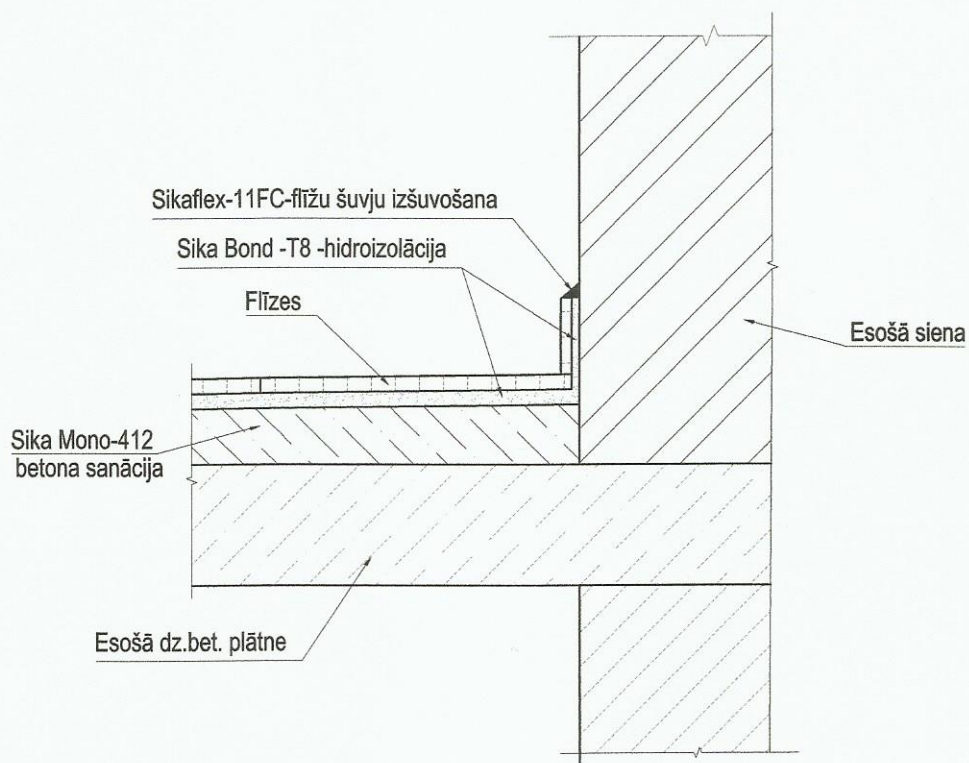 Sikaflex-11FC-flīžu šuvju izšuvošana
Sika Bond -T8 -hidroizolācija
Flīzes
Esošā siena
Sika Mono-412
betona sanācija
Esošā dz.bet. plātne